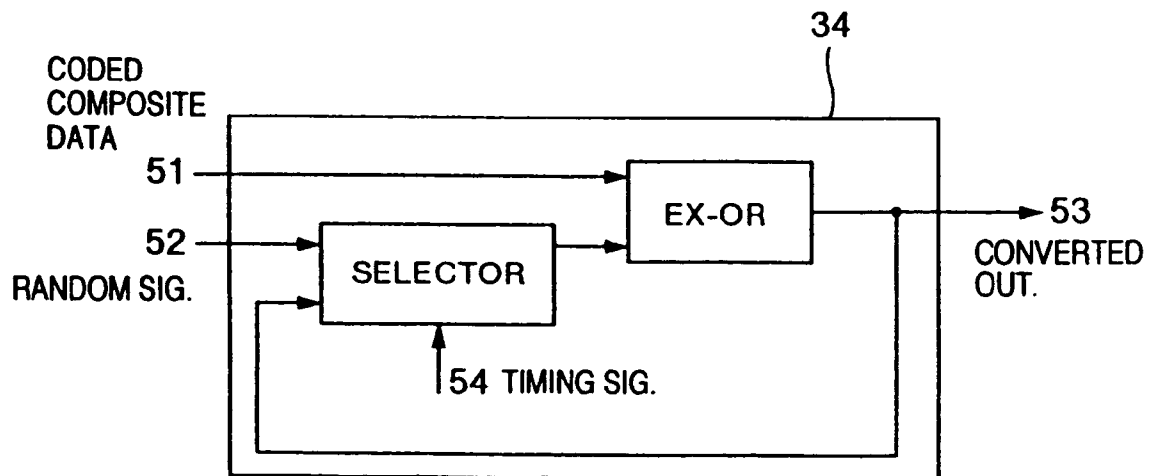 34
CODED
COMPOSITE
DATA
51
EX-OR
53
CONVERTED
OUT.
52
RANDOM SIG.
SELECTOR
54 TIMING SIG.